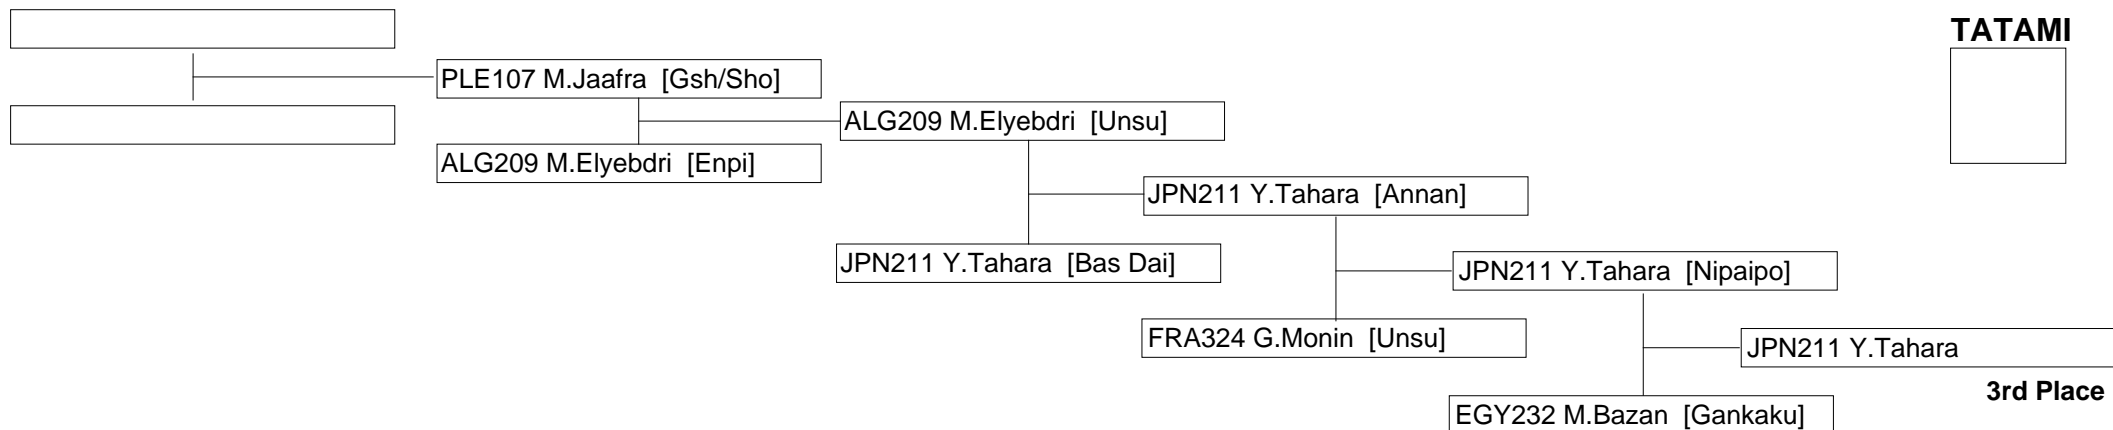 TATAMI
PLE107 M.Jaafra [Gsh/Sho]
ALG209 M.Elyebdri [Unsu]
ALG209 M.Elyebdri [Enpi]
JPN211 Y.Tahara [Annan]
JPN211 Y.Tahara [Bas Dai]
JPN211 Y.Tahara [Nipaipo]
FRA324 G.Monin [Unsu]
JPN211 Y.Tahara
3rd Place
EGY232 M.Bazan [Gankaku]